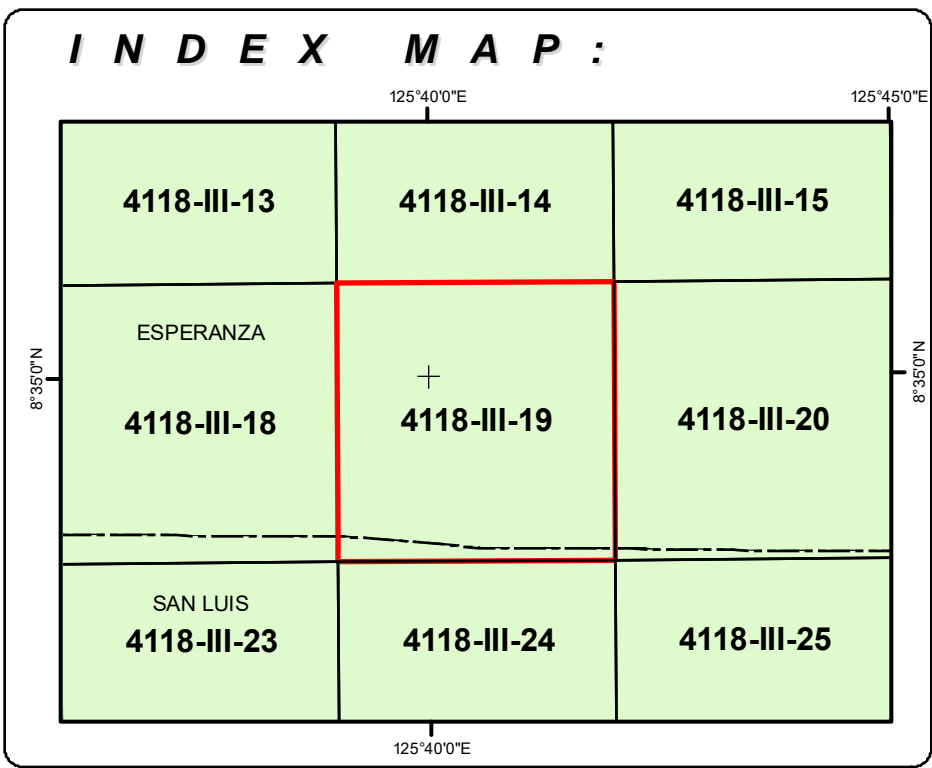 INDEX MAP:
125°40'0"E 125°45'0"E
4118-III-13 4118-III-14 4118-III-15
ESPERANZA
8°35'0"N 8°35'0"N
4118-III-18 4118-III-19 4118-III-20
SAN LUIS
4118-III-23 4118-III-24 4118-III-25
125°40'0"E